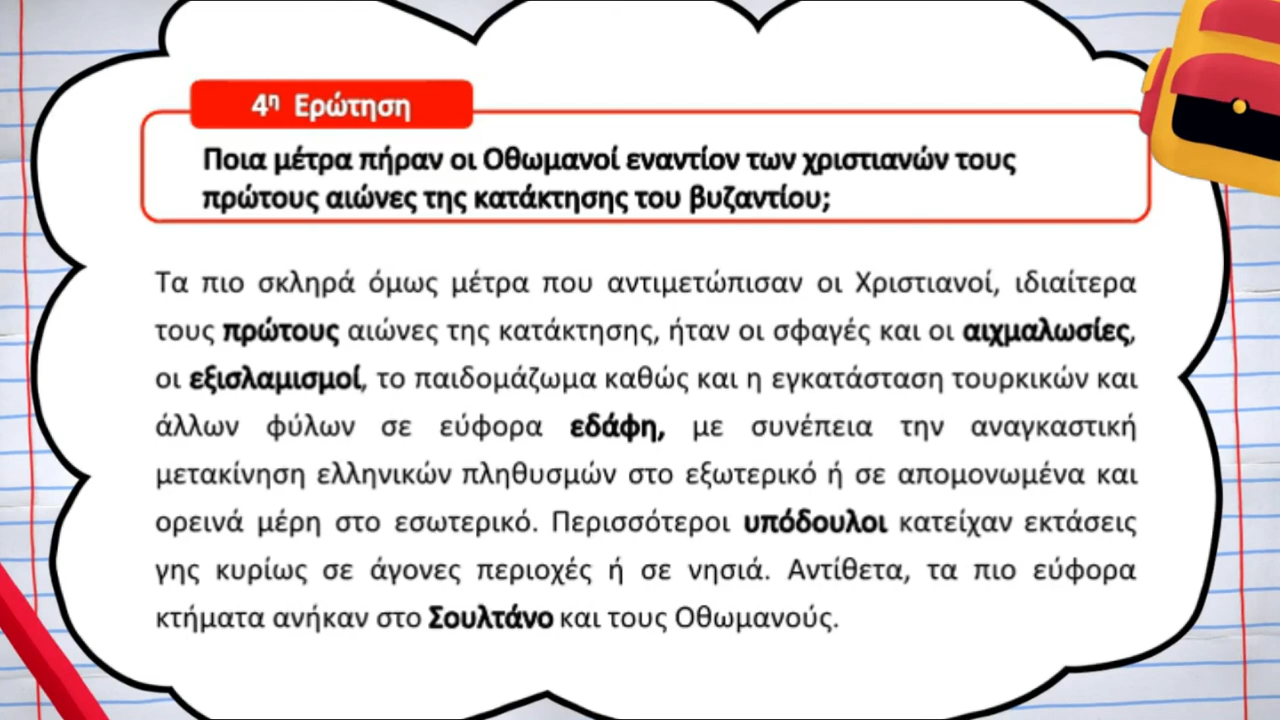 4η Ερώτηση
Ποια μέτρα πήραν οι Οθωμανοί εναντίον των χριστιανών τους
πρώτους αιώνες της κατάκτησης του βυζαντίου;
Τα πιο σκληρά όμως μέτρα που αντιμετώπισαν οι Χριστιανοί, ιδιαίτερα
τους πρώτους αιώνες της κατάκτησης, ήταν οι σφαγές και οι αιχμαλωσίες,
οι εξισλαμισμοί, το παιδομάζωμα καθώς και η εγκατάσταση τουρκικών και
άλλων φύλων σε εύφορα εδάφη, με συνέπεια την αναγκαστική
μετακίνηση ελληνικών πληθυσμών στο εξωτερικό ή σε απομονωμένα και
ορεινά μέρη στο εσωτερικό. Περισσότεροι υπόδουλοι κατείχαν εκτάσεις
γης κυρίως σε άγονες περιοχές ή σε νησιά. Αντίθετα, τα πιο εύφορα
κτήματα ανήκαν στο Σουλτάνο και τους Οθωμανούς.